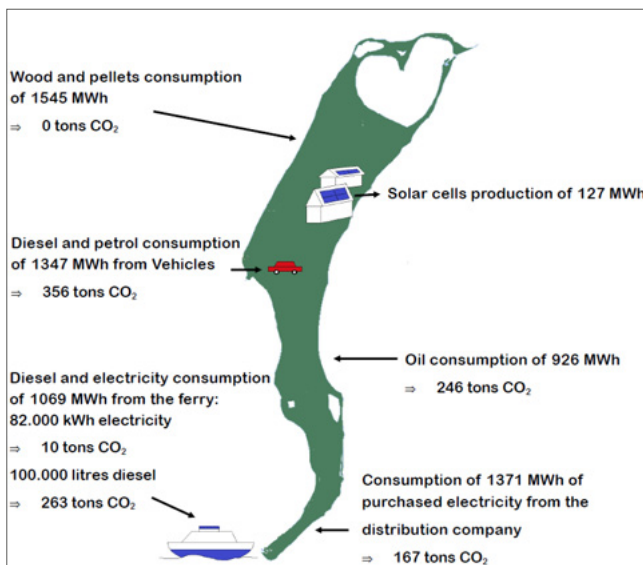 Wood and pellets consumption
of 1545 MWh
⇒ 0 tons CO₂
Solar cells production of 127 MWh
Diesel and petrol consumption
of 1347 MWh from Vehicles
⇒ 356 tons CO₂
Oil consumption of 926 MWh
⇒ 246 tons CO₂
Diesel and electricity consumption
of 1069 MWh from the ferry:
82.000 kWh electricity
⇒ 10 tons CO₂
100.000 litres diesel
⇒ 263 tons CO₂
Consumption of 1371 MWh of
purchased electricity from the
distribution company
⇒ 167 tons CO₂